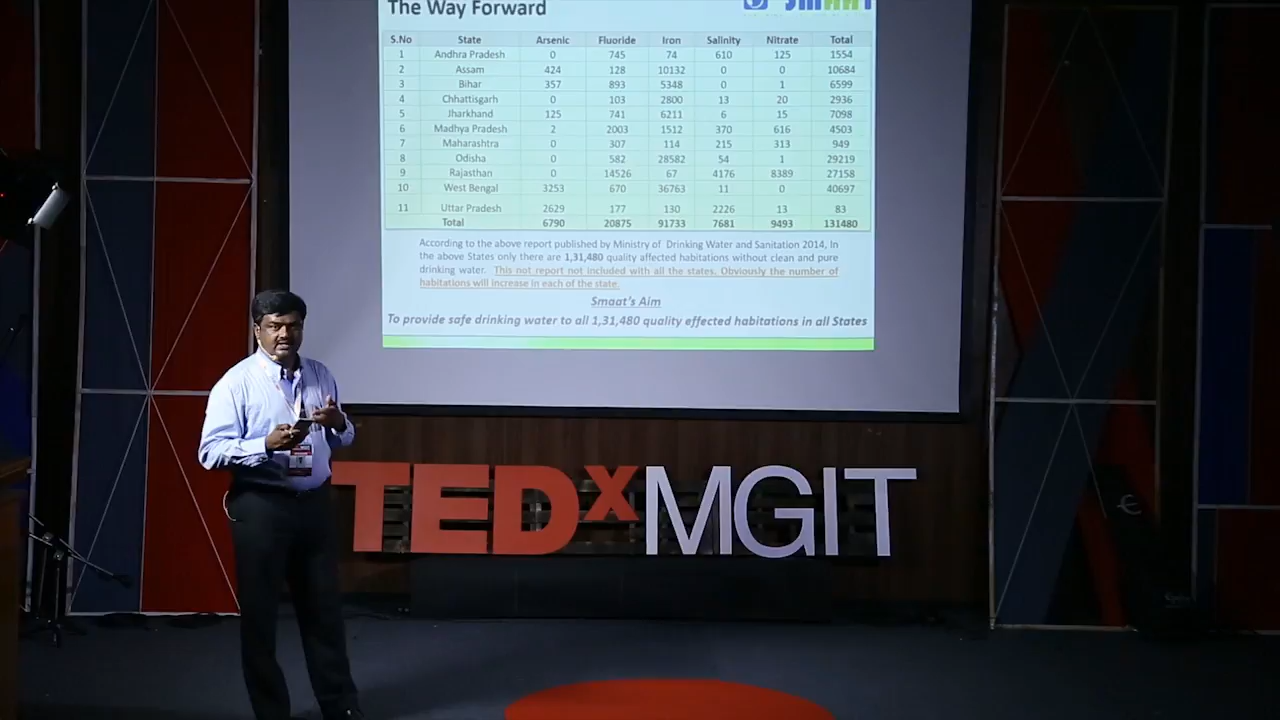 The Way Forward
S.No State Arsenic Fluoride Iron Salinity Nitrate Total
1 Andhra Pradesh 0 745 74 610 125 1554
2 Assam 424 128 10132 0 0 10684
3 Bihar 357 893 5348 0 1 6599
4 Chhattisgarh 0 103 2800 13 20 2936
5 Jharkhand 125 741 6211 6 15 7098
6 Madhya Pradesh 2 2003 1512 370 616 4503
7 Maharashtra 0 307 114 215 313 949
8 Odisha 0 582 28582 54 1 29219
9 Rajasthan 0 14526 67 4176 8389 27158
10 West Bengal 3253 670 36763 11 0 40697
11 Uttar Pradesh 2629 177 130 2226 13 83
Total 6790 20875 91733 7681 9493 131480
According to the above report published by Ministry of Drinking Water and Sanitation 2014, In
the above States only there are 1,31,480 quality affected habitations without clean and pure
drinking water. This not report not included with all the states. Obviously the number of
habitations will increase in each of the state.
Smaat's Aim
To provide safe drinking water to all 1,31,480 quality effected habitations in all States
TEDxMGIT